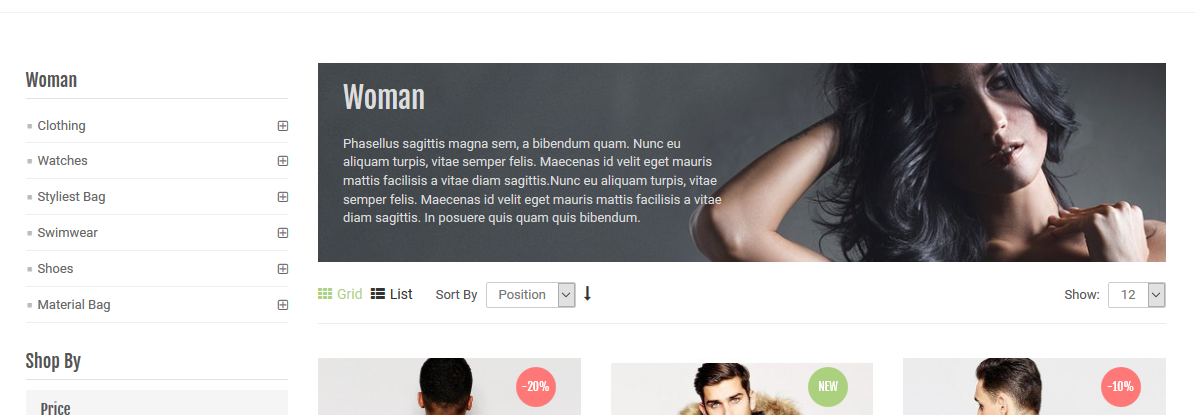 Woman
Clothing
Watches
Styliest Bag
Swimwear
Shoes
Material Bag
Shop By
Price
Woman
Phasellus sagittis magna sem, a bibendum quam. Nunc eu
aliquam turpis, vitae semper felis. Maecenas id velit eget mauris
mattis facilisis a vitae diam sagittis.Nunc eu aliquam turpis, vitae
semper felis. Maecenas id velit eget mauris mattis facilisis a vitae
diam sagittis. In posuere quis quam quis bibendum.
Grid List Sort By Position Show: 12
-20% NEW -10%